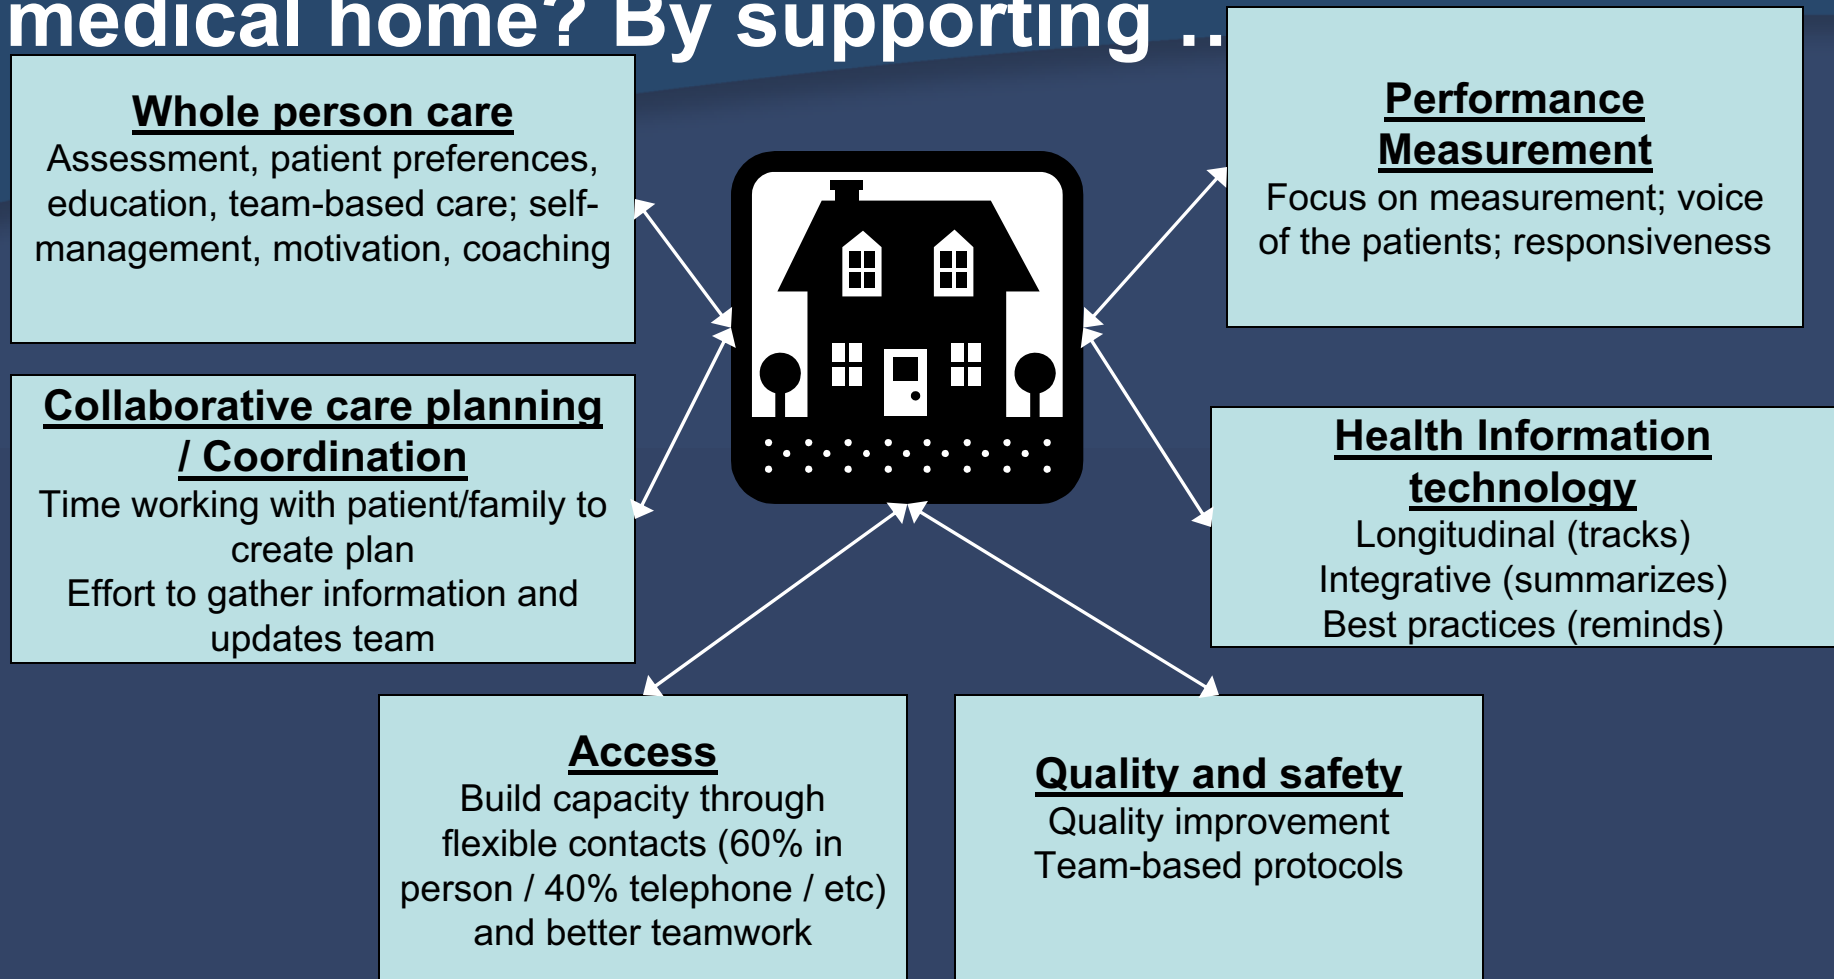 medical home? By supporting …
Whole person care
Assessment, patient preferences,
education, team-based care; self-
management, motivation, coaching
Performance
Measurement
Focus on measurement; voice
of the patients; responsiveness
Collaborative care planning
/ Coordination
Time working with patient/family to
create plan
Effort to gather information and
updates team
Health Information
technology
Longitudinal (tracks)
Integrative (summarizes)
Best practices (reminds)
Access
Build capacity through
flexible contacts (60% in
person / 40% telephone / etc)
and better teamwork
Quality and safety
Quality improvement
Team-based protocols